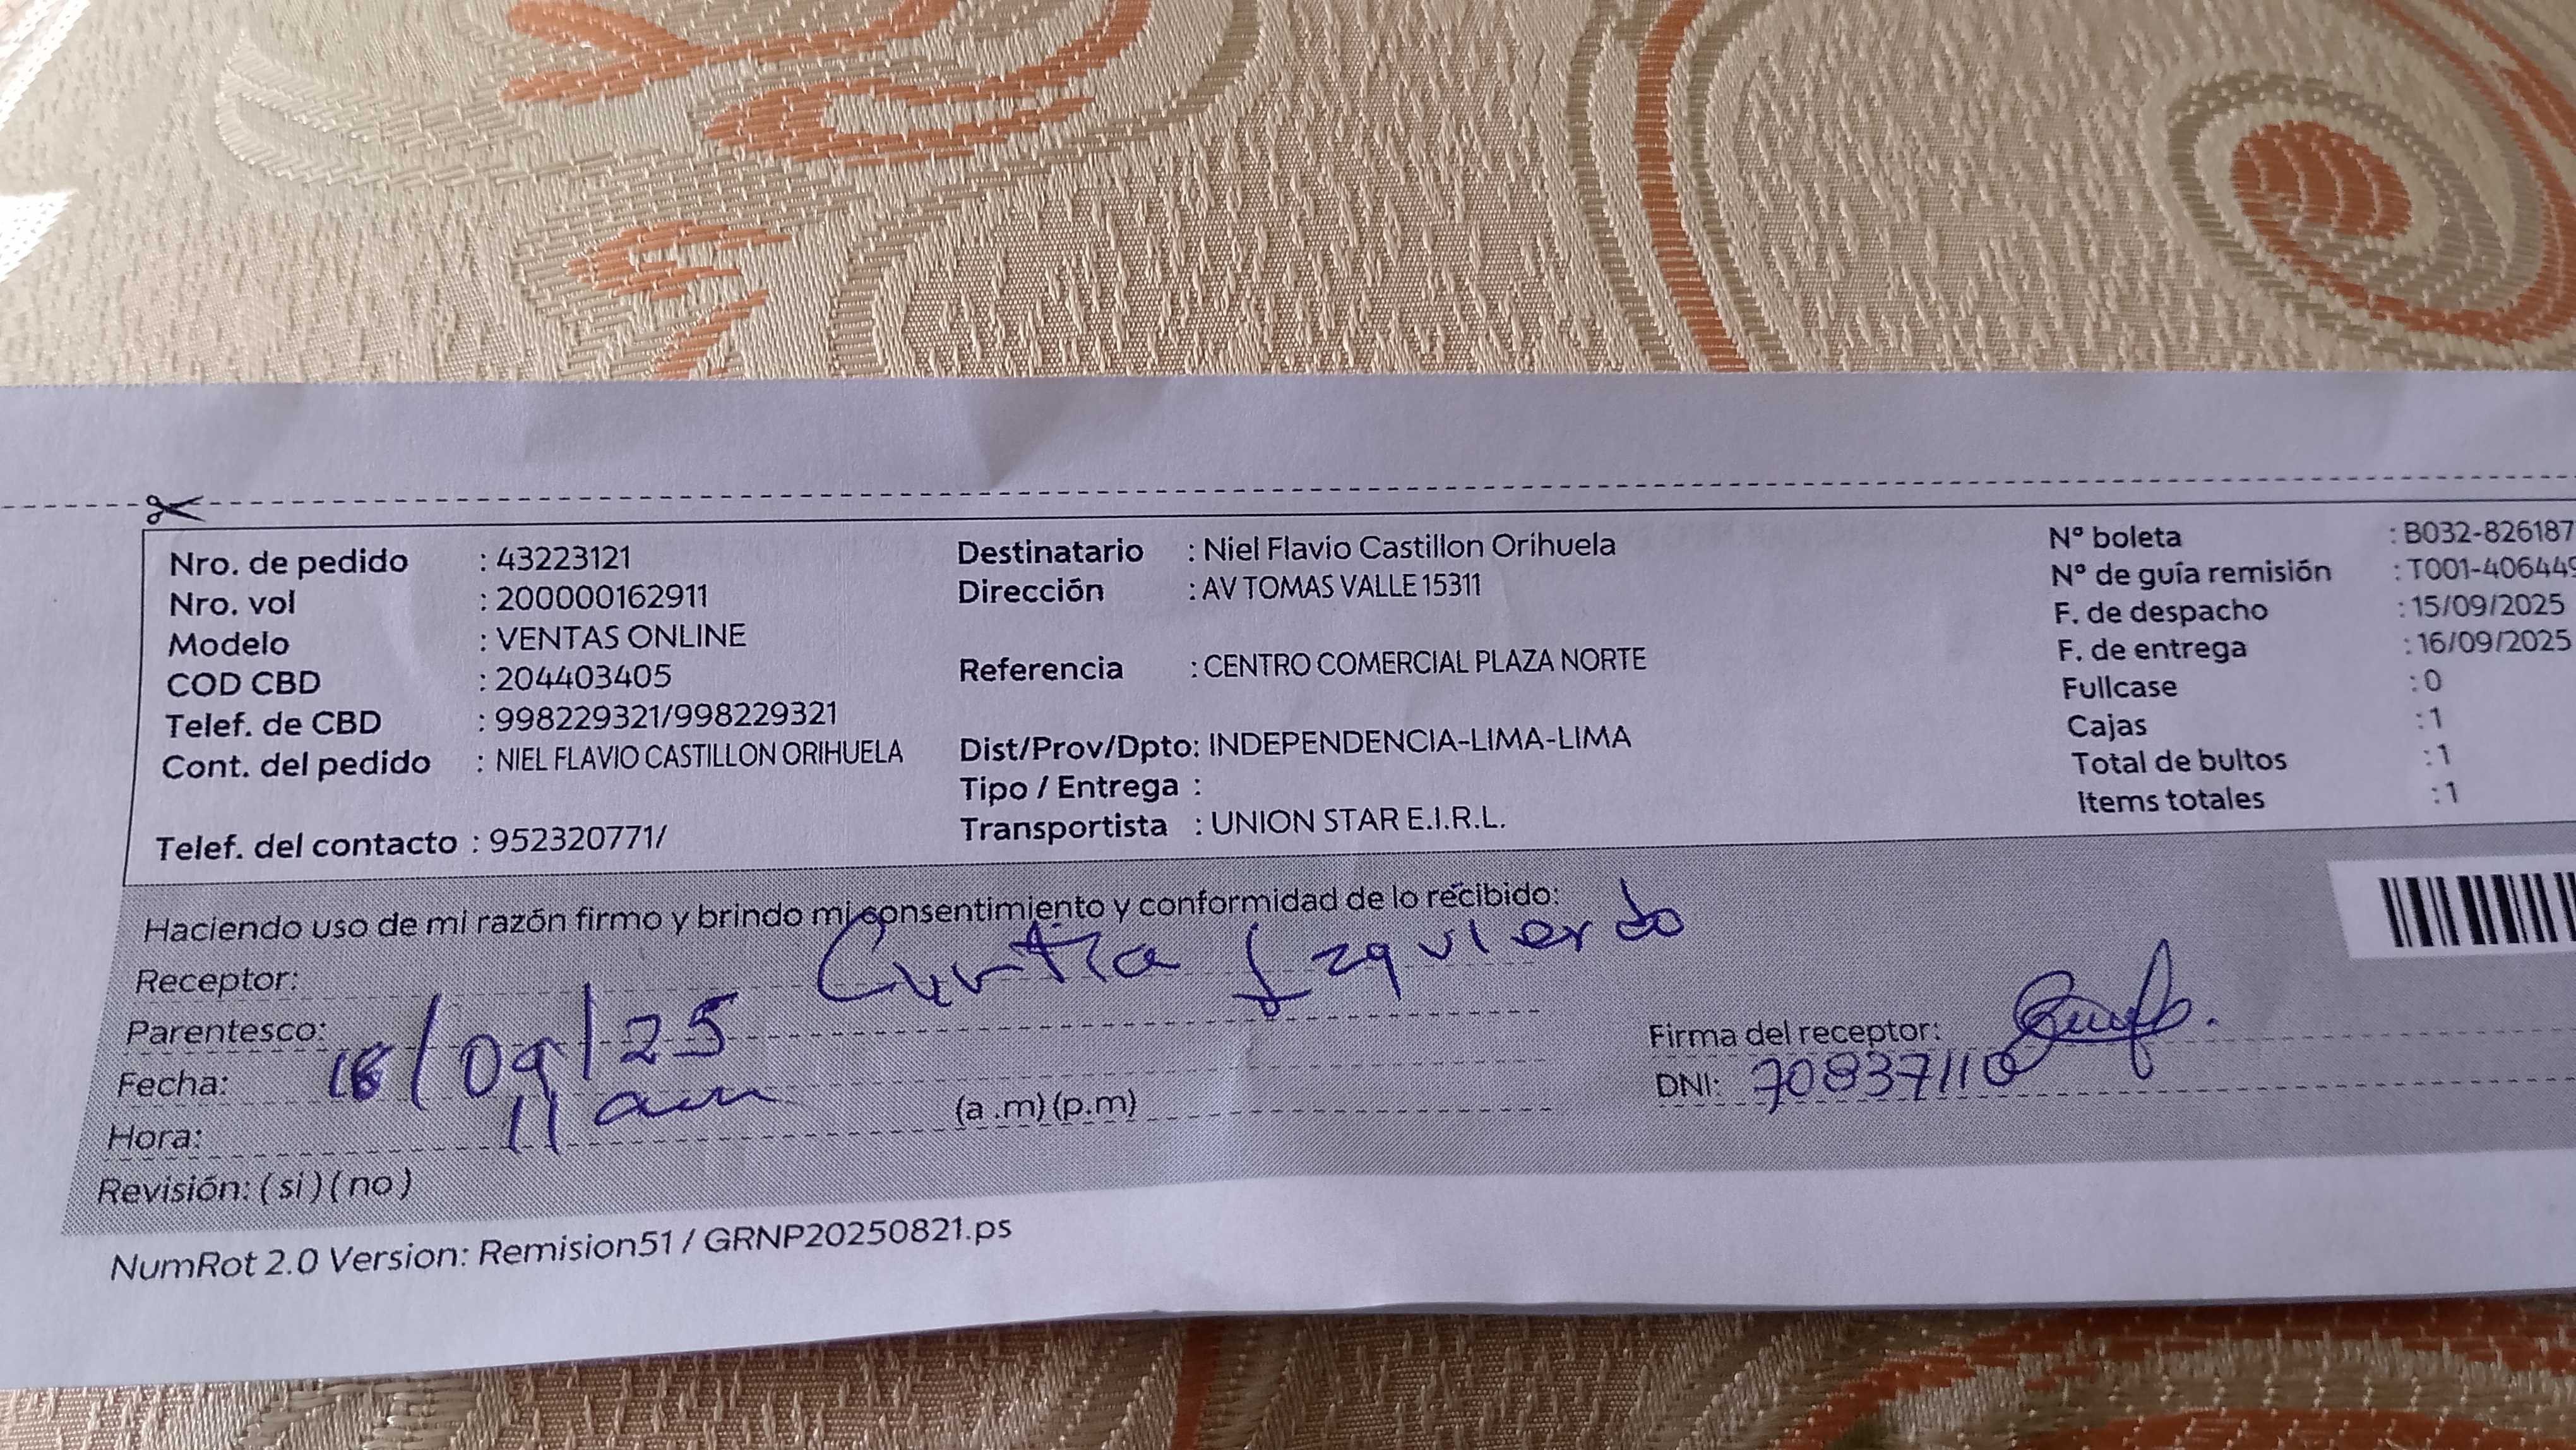 Nro. de pedido : 43223121
Nro. vol : 200000162911
Modelo : VENTAS ONLINE
COD CBD : 204403405
Telef. de CBD : 998229321/998229321
Cont. del pedido : NIEL FLAVIO CASTILLON ORIHUELA
Telef. del contacto : 952320771/
Destinatario : Niel Flavio Castillon Orihuela
Dirección : AV TOMAS VALLE 15311
Referencia : CENTRO COMERCIAL PLAZA NORTE
Dist/Prov/Dpto: INDEPENDENCIA-LIMA-LIMA
Tipo / Entrega :
Transportista : UNION STAR E.I.R.L.
Nº boleta : B032-826187
Nº de guía remisión : T001-406449
F. de despacho : 15/09/2025
F. de entrega : 16/09/2025
Fullcase : 0
Cajas : 1
Total de bultos : 1
Items totales : 1
Haciendo uso de mi razón firmo y brindo mi consentimiento y conformidad de lo recibido:
Receptor: Izquierdo
Parentesco:
Fecha: 16/09/25
Hora: 11 am (a .m) (p.m)
Revisión: ( si ) ( no )
Firma del receptor:
DNI: 70837110
NumRot 2.0 Version: Remision51 / GRNP20250821.ps